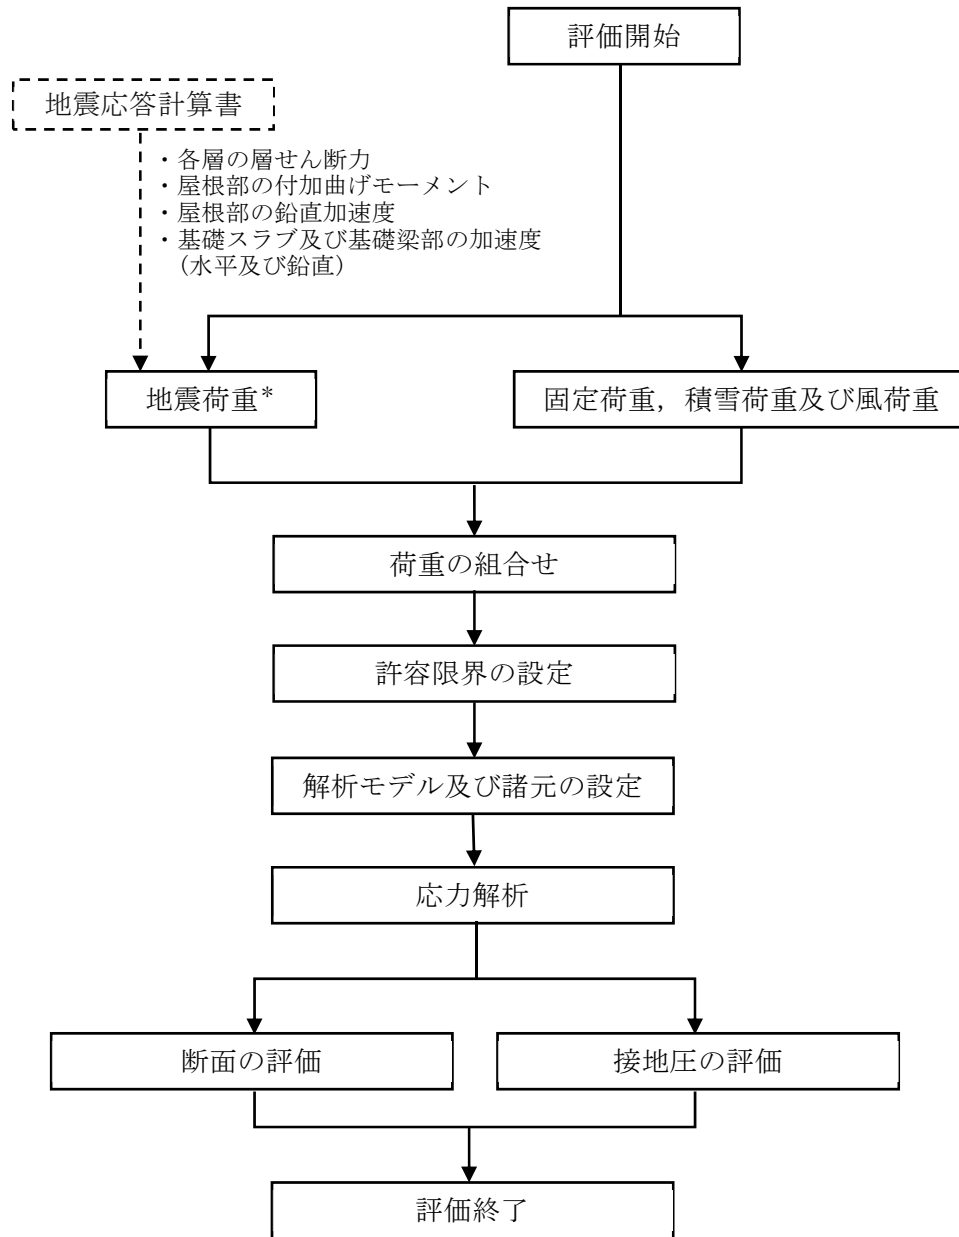 評価開始
地震応答計算書
・各層の層せん断力
・屋根部の付加曲げモーメント
・屋根部の鉛直加速度
・基礎スラブ及び基礎梁部の加速度
(水平及び鉛直)
地震荷重*
固定荷重，積雪荷重及び風荷重
荷重の組合せ
許容限界の設定
解析モデル及び諸元の設定
応力解析
断面の評価
接地圧の評価
評価終了